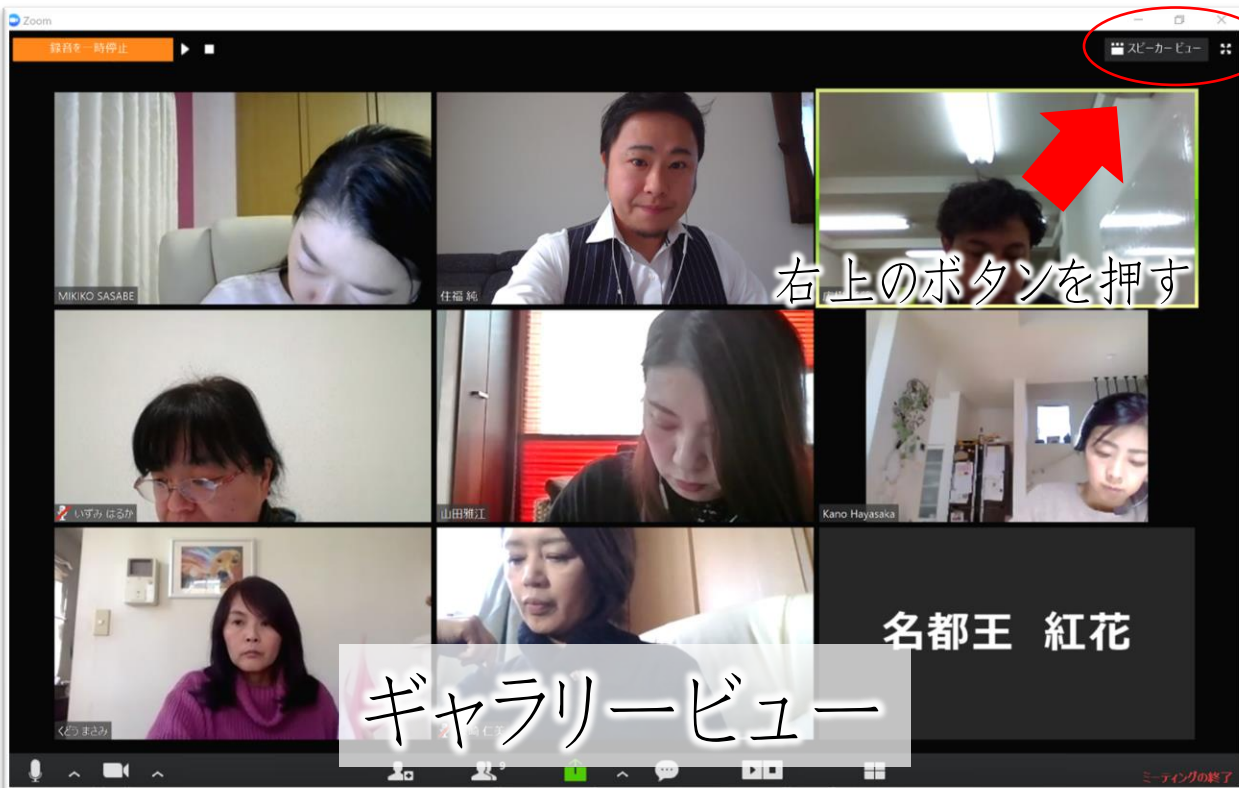 Zoom
録音を一時停止
スピーカー ビュー
MIKIKO SASABE
住福 純
右上のボタンを押す
いずみ はるか
山田雅江
Kano Hayasaka
くどう まさみ
名都王 紅花
ギャラリービュー
9
ミーティングの終了